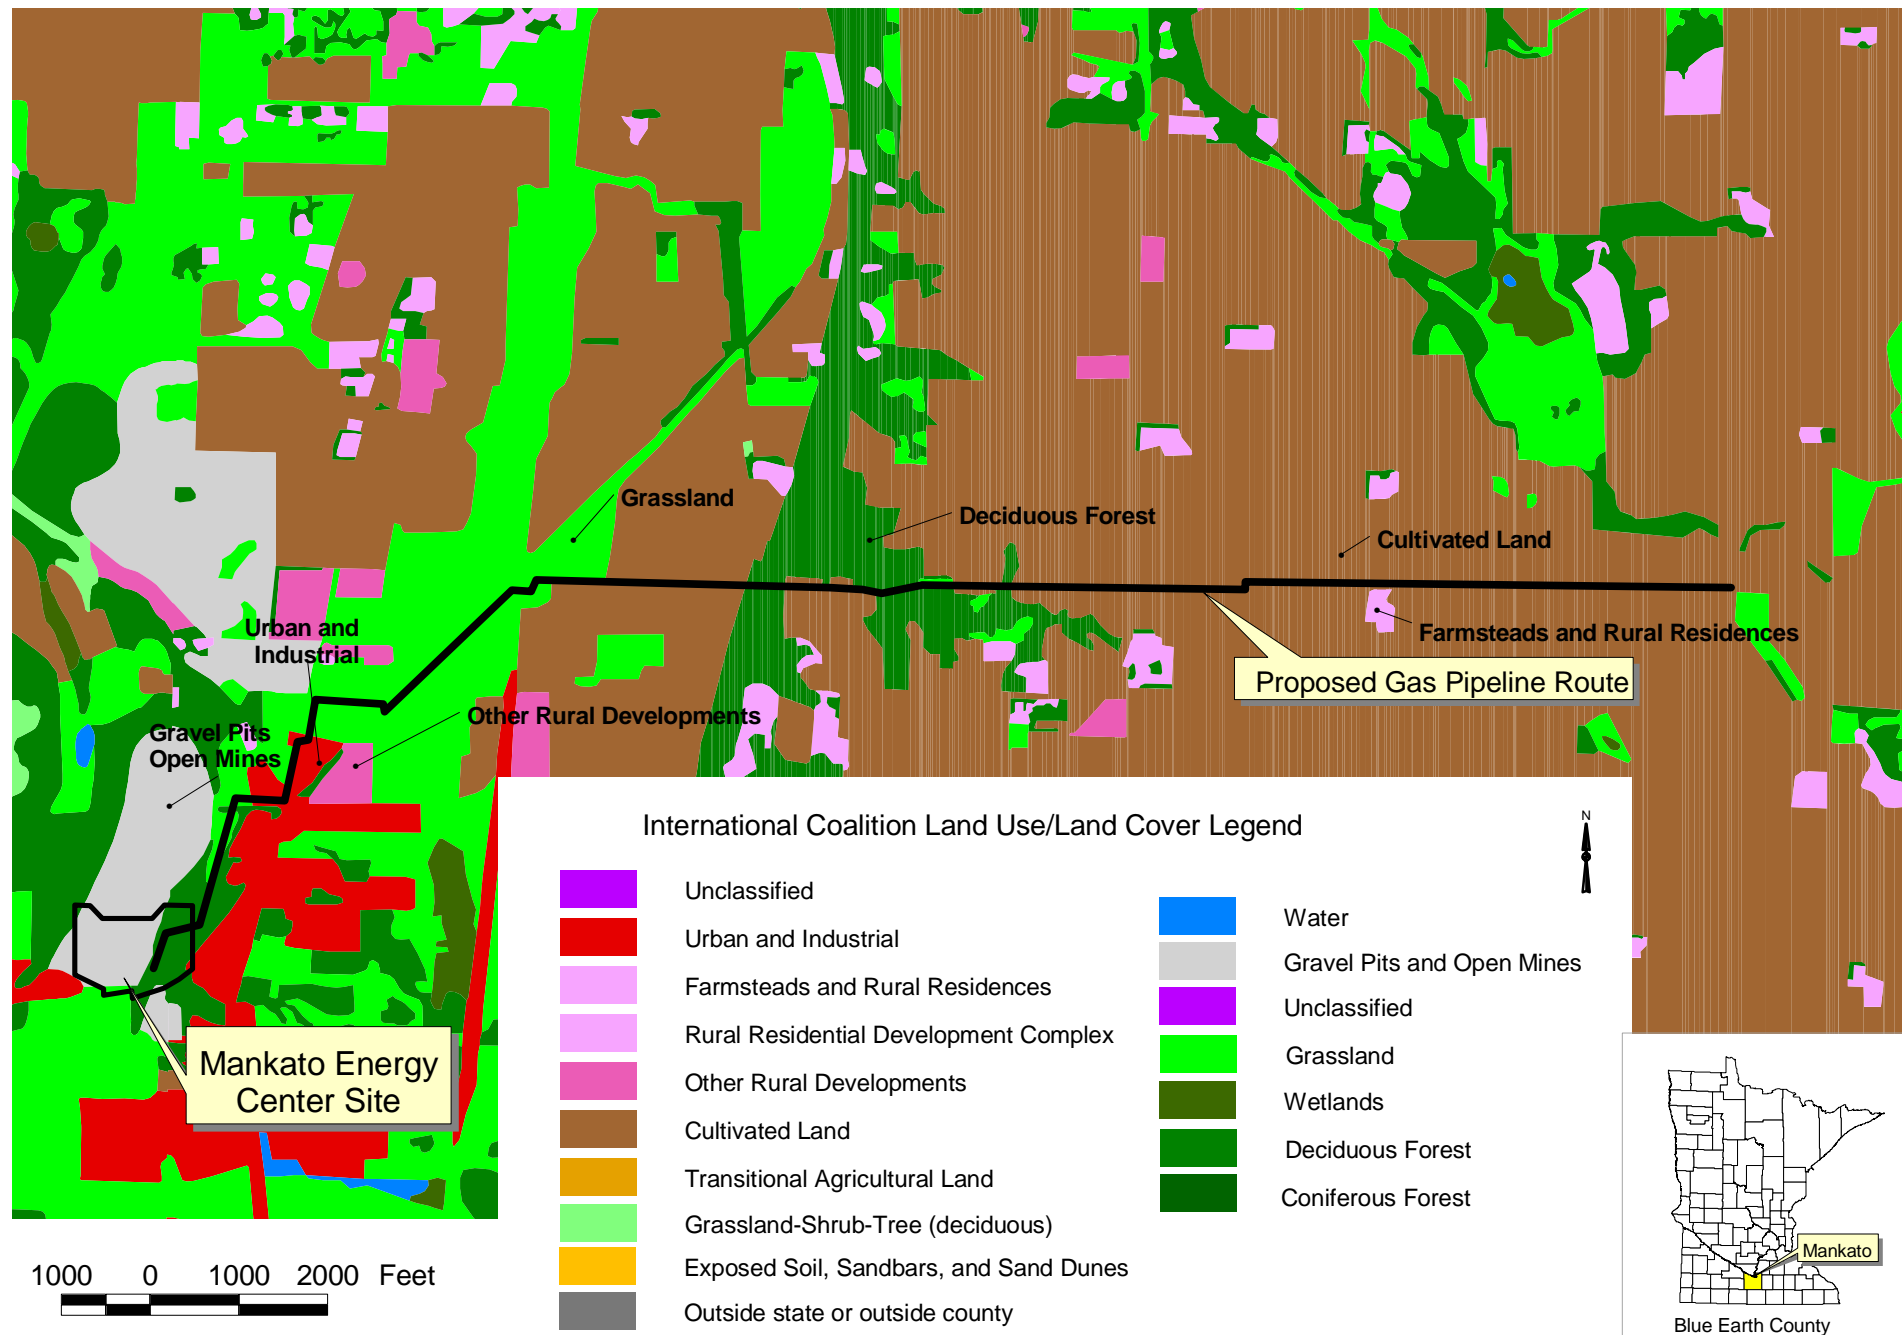 Grassland
Deciduous Forest
Cultivated Land
Urban and
Industrial
Farmsteads and Rural Residences
Proposed Gas Pipeline Route
Other Rural Developments
Gravel Pits
Open Mines
Mankato Energy
Center Site
International Coalition Land Use/Land Cover Legend
N
Unclassified
Urban and Industrial
Farmsteads and Rural Residences
Rural Residential Development Complex
Other Rural Developments
Cultivated Land
Transitional Agricultural Land
Grassland-Shrub-Tree (deciduous)
Exposed Soil, Sandbars, and Sand Dunes
Outside state or outside county
Water
Gravel Pits and Open Mines
Unclassified
Grassland
Wetlands
Deciduous Forest
Coniferous Forest
1000 0 1000 2000 Feet
Mankato
Blue Earth County